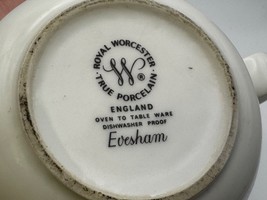 ROYAL WORCESTER
W ®
TRUE PORCELAIN
ENGLAND
OVEN TO TABLE WARE
DISHWASHER PROOF
Evesham